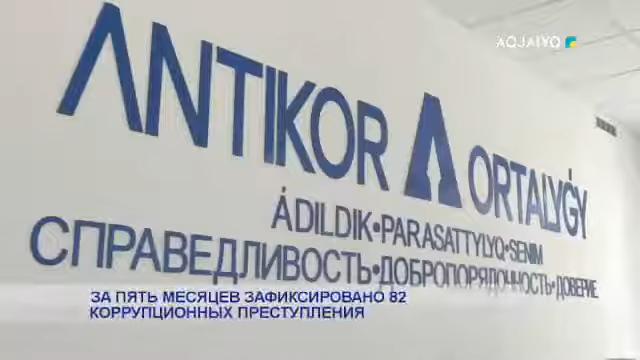 AQJAIYQ
ANTIKOR ORTALYǴY
ÁDILDIK•PARASATTYLYQ•SENIM
СПРАВЕДЛИВОСТЬ•ДОБРОПОРЯДОЧНОСТЬ•ДОВЕРИЕ
ЗА ПЯТЬ МЕСЯЦЕВ ЗАФИКСИРОВАНО 82
КОРРУПЦИОННЫХ ПРЕСТУПЛЕНИЯ